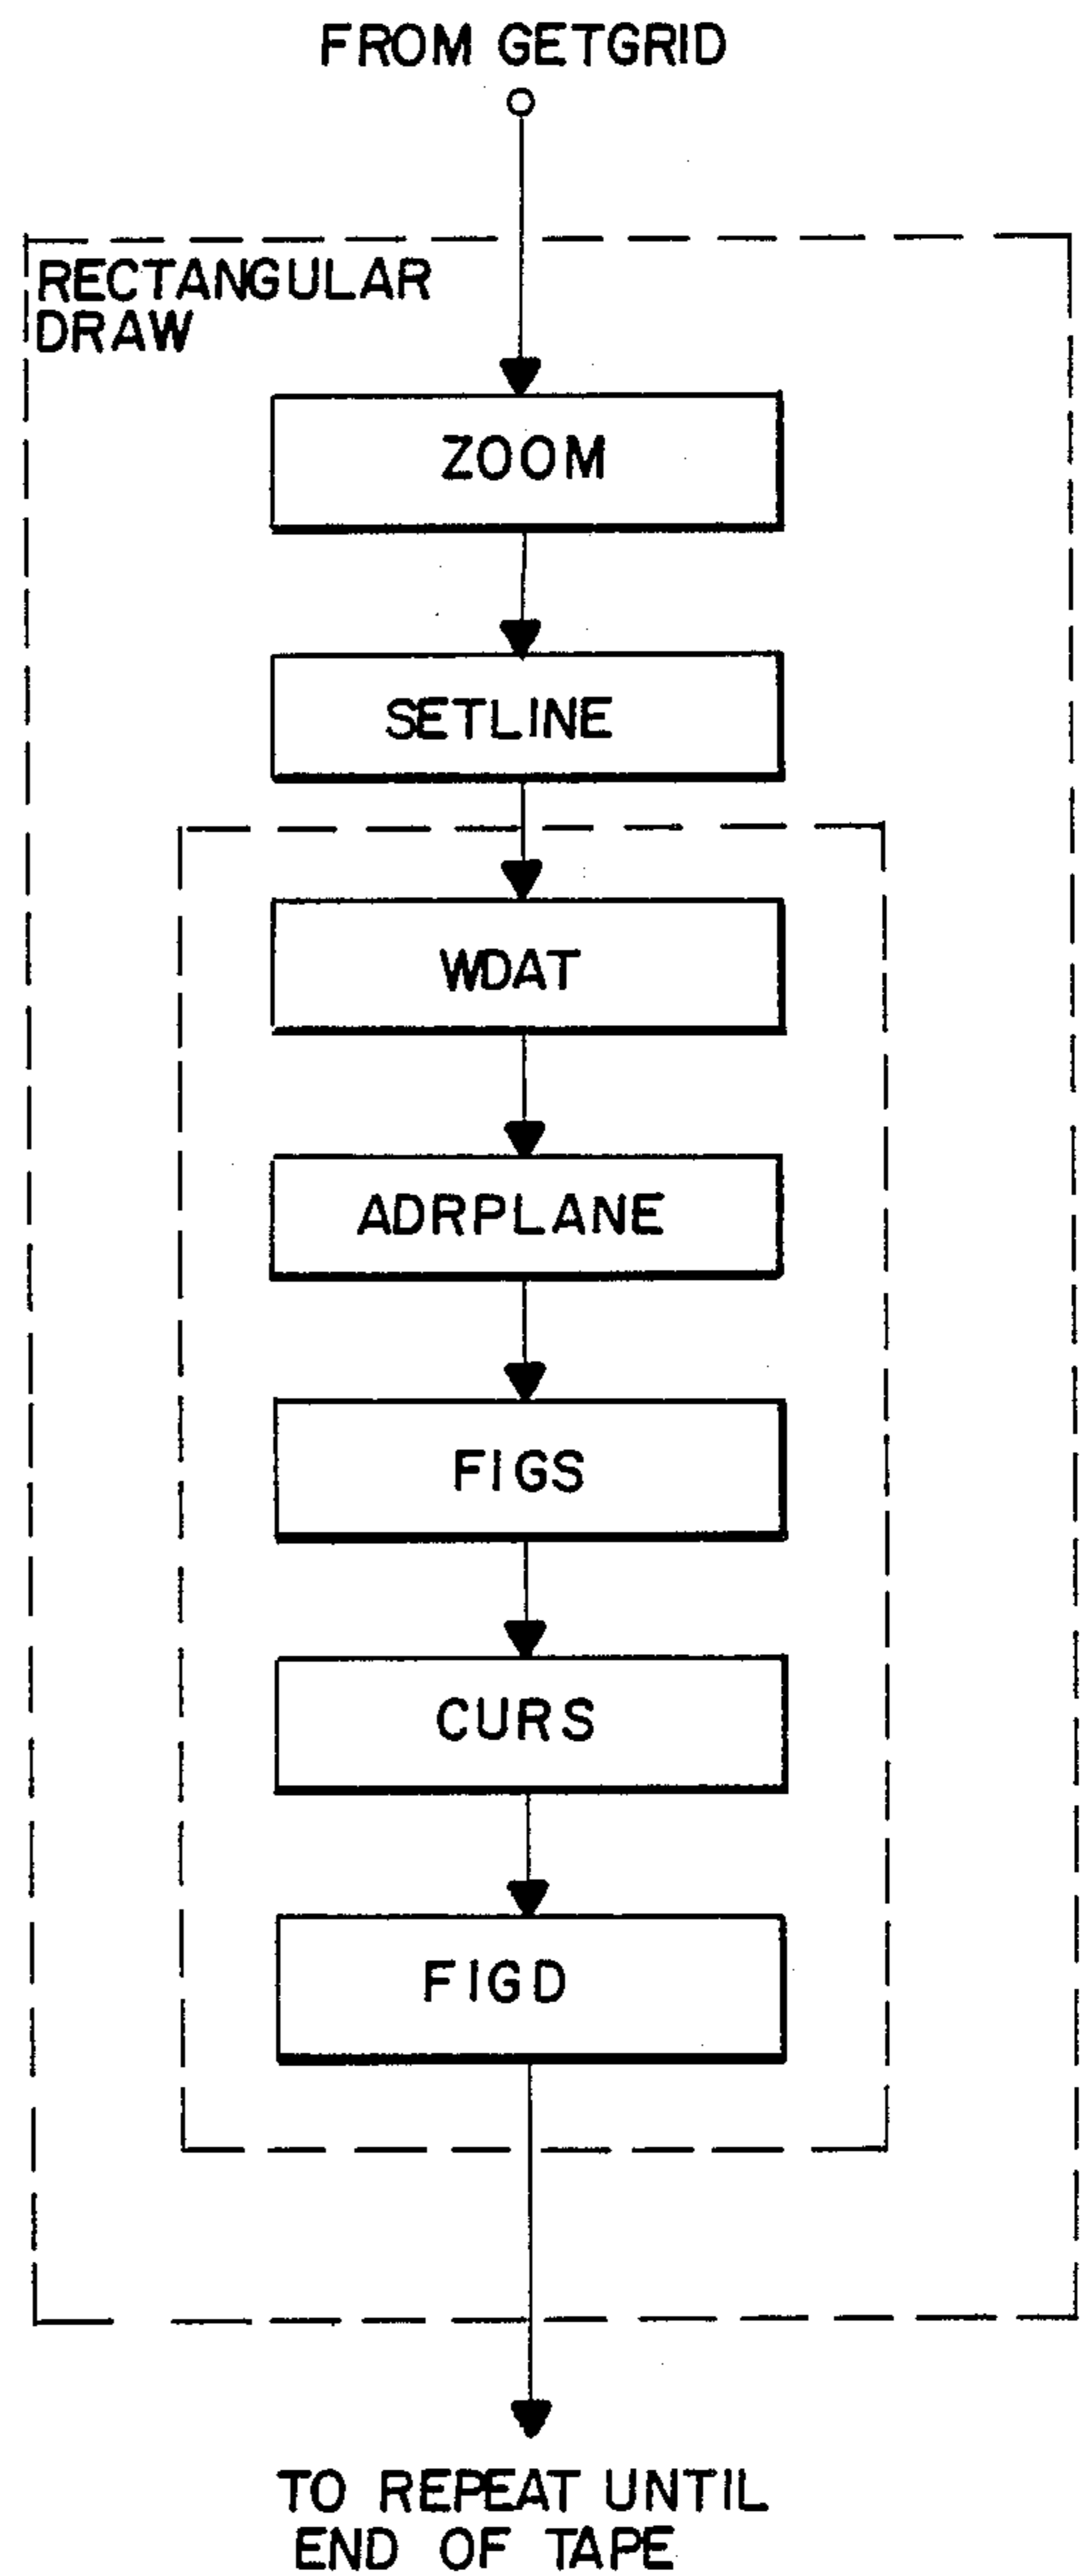 FROM GETGRID
RECTANGULAR
DRAW
ZOOM
SETLINE
WDAT
ADRPLANE
FIGS
CURS
FIGD
TO REPEAT UNTIL
END OF TAPE